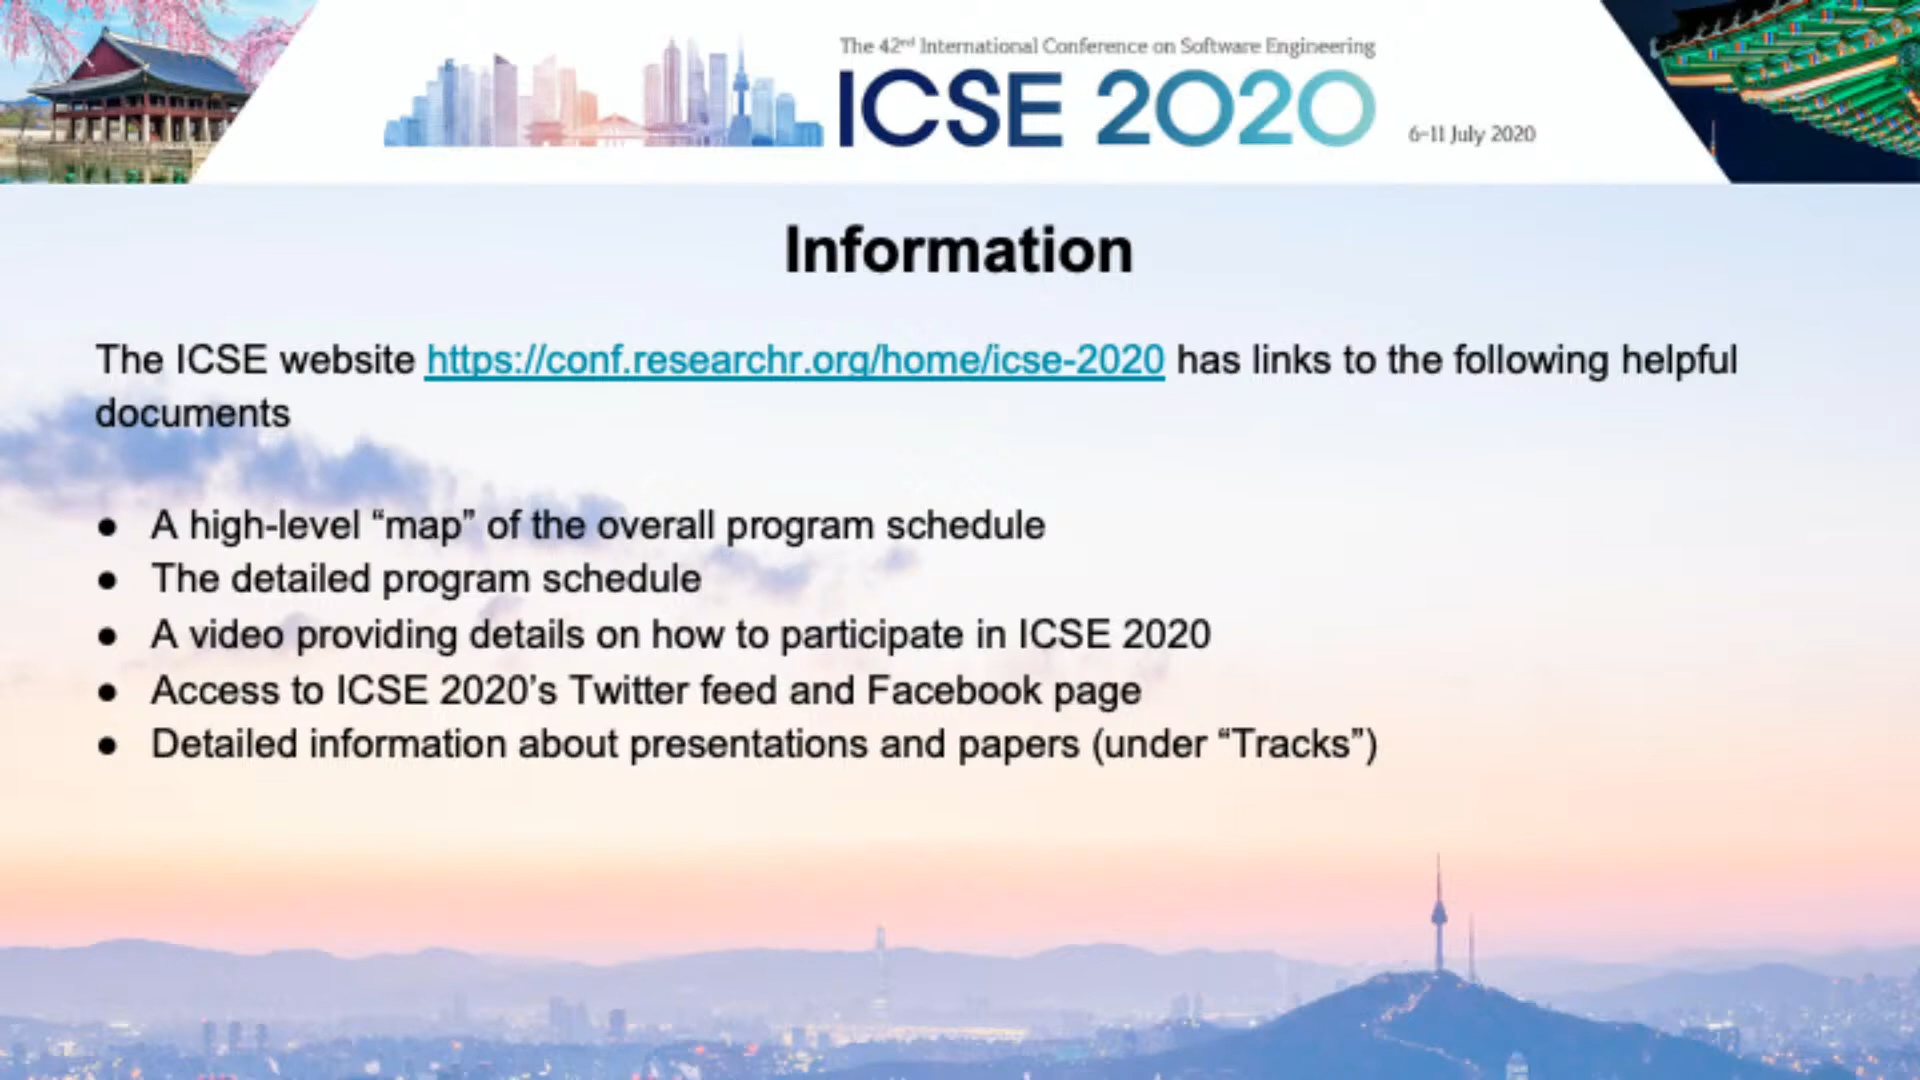 The 42nd International Conference on Software Engineering
ICSE 2020
6-11 July 2020
Information
The ICSE website https://conf.researchr.org/home/icse-2020 has links to the following helpful
documents
● A high-level “map” of the overall program schedule
● The detailed program schedule
● A video providing details on how to participate in ICSE 2020
● Access to ICSE 2020’s Twitter feed and Facebook page
● Detailed information about presentations and papers (under “Tracks”)